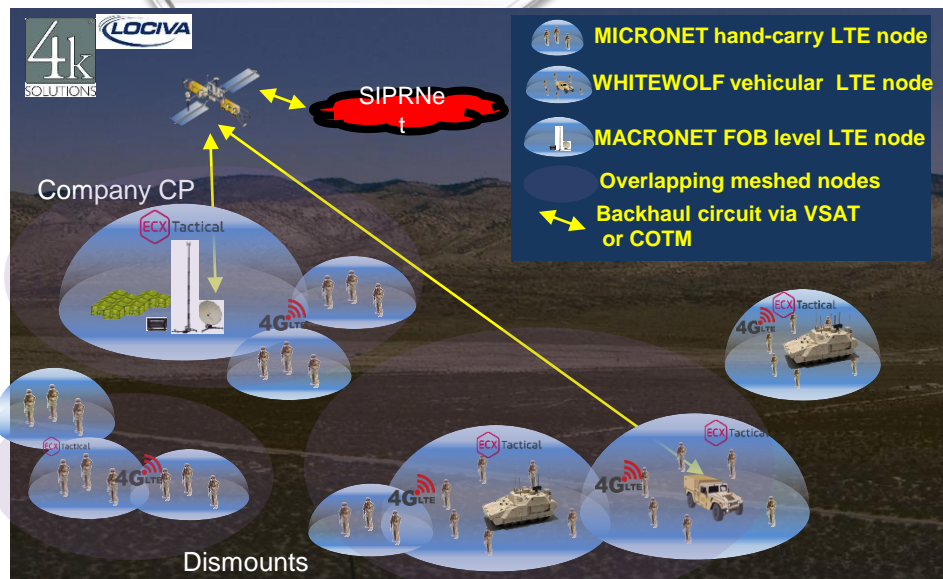 4k
SOLUTIONS
LOCIVA
SIPRNe
t
MICRONET hand-carry LTE node
WHITEWOLF vehicular LTE node
MACRONET FOB level LTE node
Overlapping meshed nodes
Backhaul circuit via VSAT
or COTM
Company CP
ECX Tactical
4G LTE
ECX Tactical
4G LTE
ECX Tactical
4G LTE
ECX Tactical
4G LTE
ECX Tactical
4G LTE
Dismounts